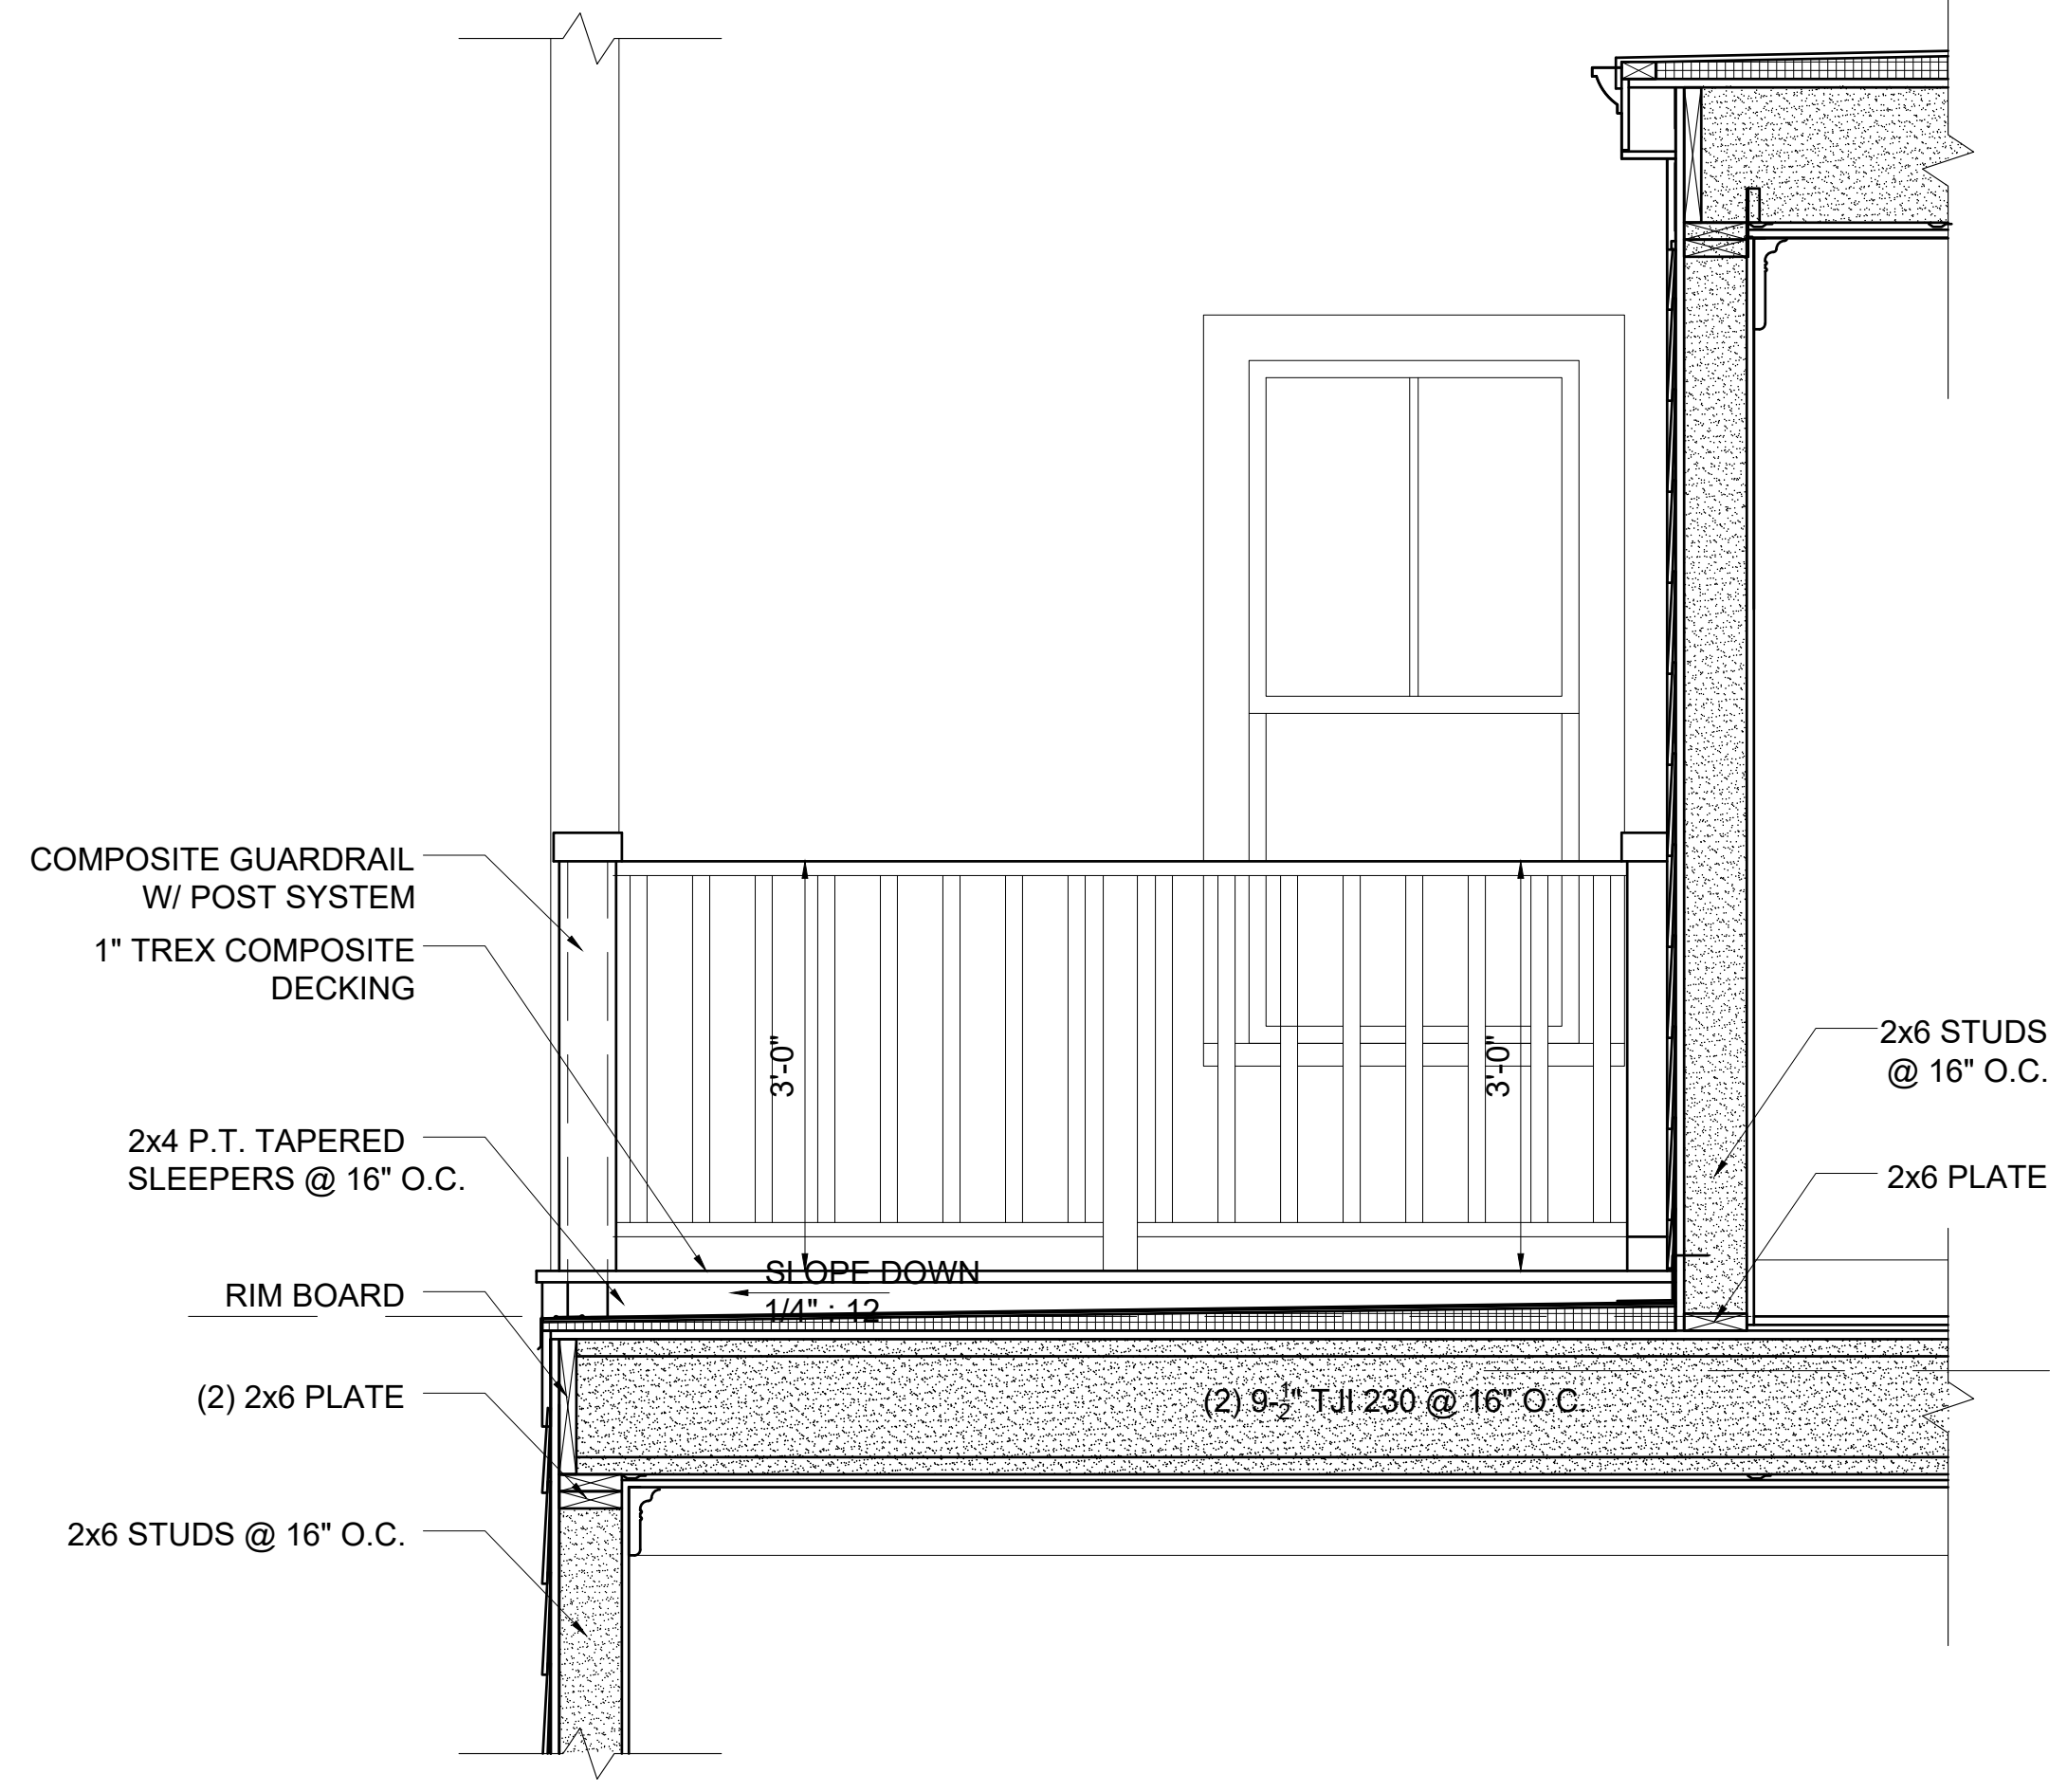 COMPOSITE GUARDRAIL
W/ POST SYSTEM
1" TREX COMPOSITE
DECKING
3'-0"
3'-0"
2x6 STUDS
@ 16" O.C.
2x4 P.T. TAPERED
SLEEPERS @ 16" O.C.
2x6 PLATE
SLOPE DOWN
1/4" : 12
RIM BOARD
(2) 2x6 PLATE
(2) 9-1/2" TJI 230 @ 16" O.C.
2x6 STUDS @ 16" O.C.